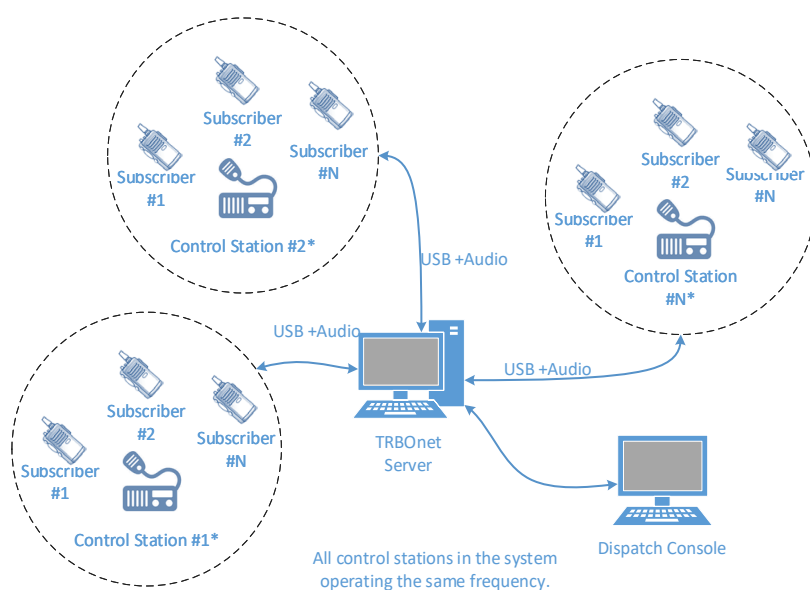 Subscriber
#2
Subscriber
#N
Subscriber
#1
Control Station #2*
Subscriber
#2
Subscriber
#N
Subscriber
#1
Control Station
#N*
USB +Audio
USB +Audio
USB +Audio
Subscriber
#2
Subscriber
#N
Subscriber
#1
Control Station #1*
TRBOnet
Server
Dispatch Console
All control stations in the system
operating the same frequency.